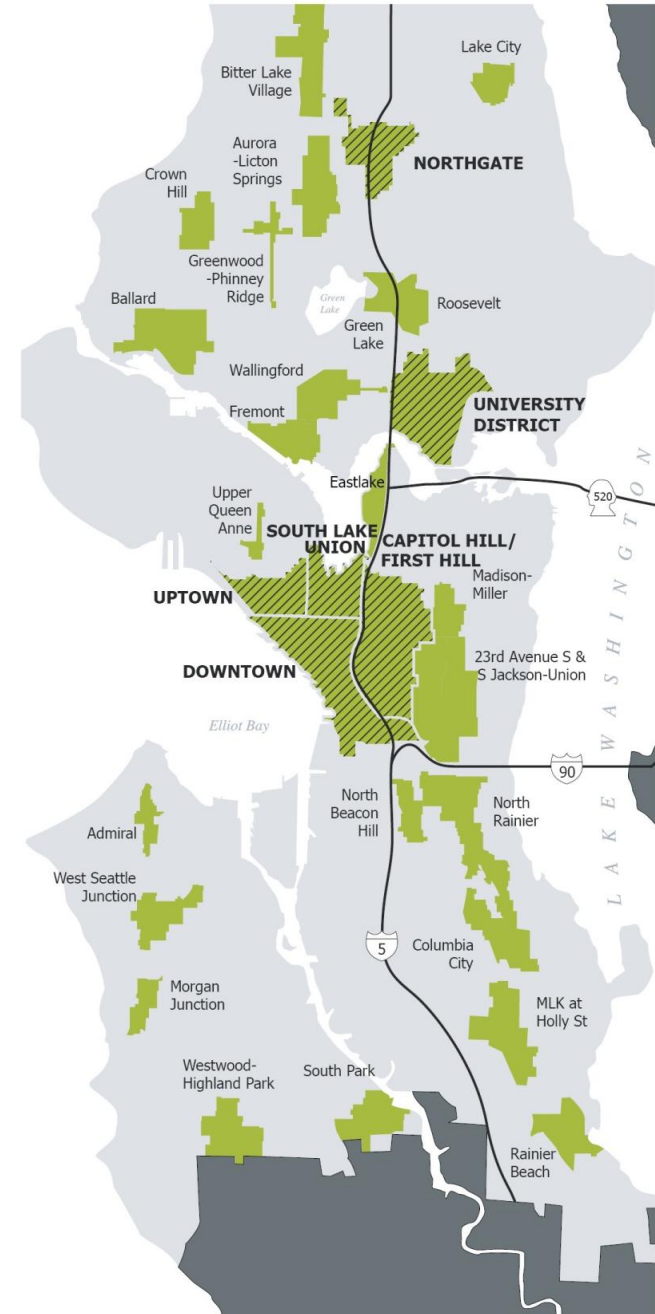 Lake City
Bitter Lake
Village
Aurora
-Licton
Springs
NORTHGATE
Crown
Hill
Greenwood
-Phinney
Ridge
Ballard
Green
Lake
Roosevelt
Green
Lake
Wallingford
Fremont
UNIVERSITY
DISTRICT
Eastlake
520
Upper
Queen
Anne
SOUTH LAKE
UNION
CAPITOL HILL/
FIRST HILL
Madison-
Miller
UPTOWN
23rd Avenue S &
S Jackson-Union
DOWNTOWN
Elliot Bay
LAKE WASHINGTON
90
North
Beacon
Hill
North
Rainier
Admiral
West Seattle
Junction
5
Columbia
City
Morgan
Junction
MLK at
Holly St
Westwood-
Highland Park
South Park
Rainier
Beach